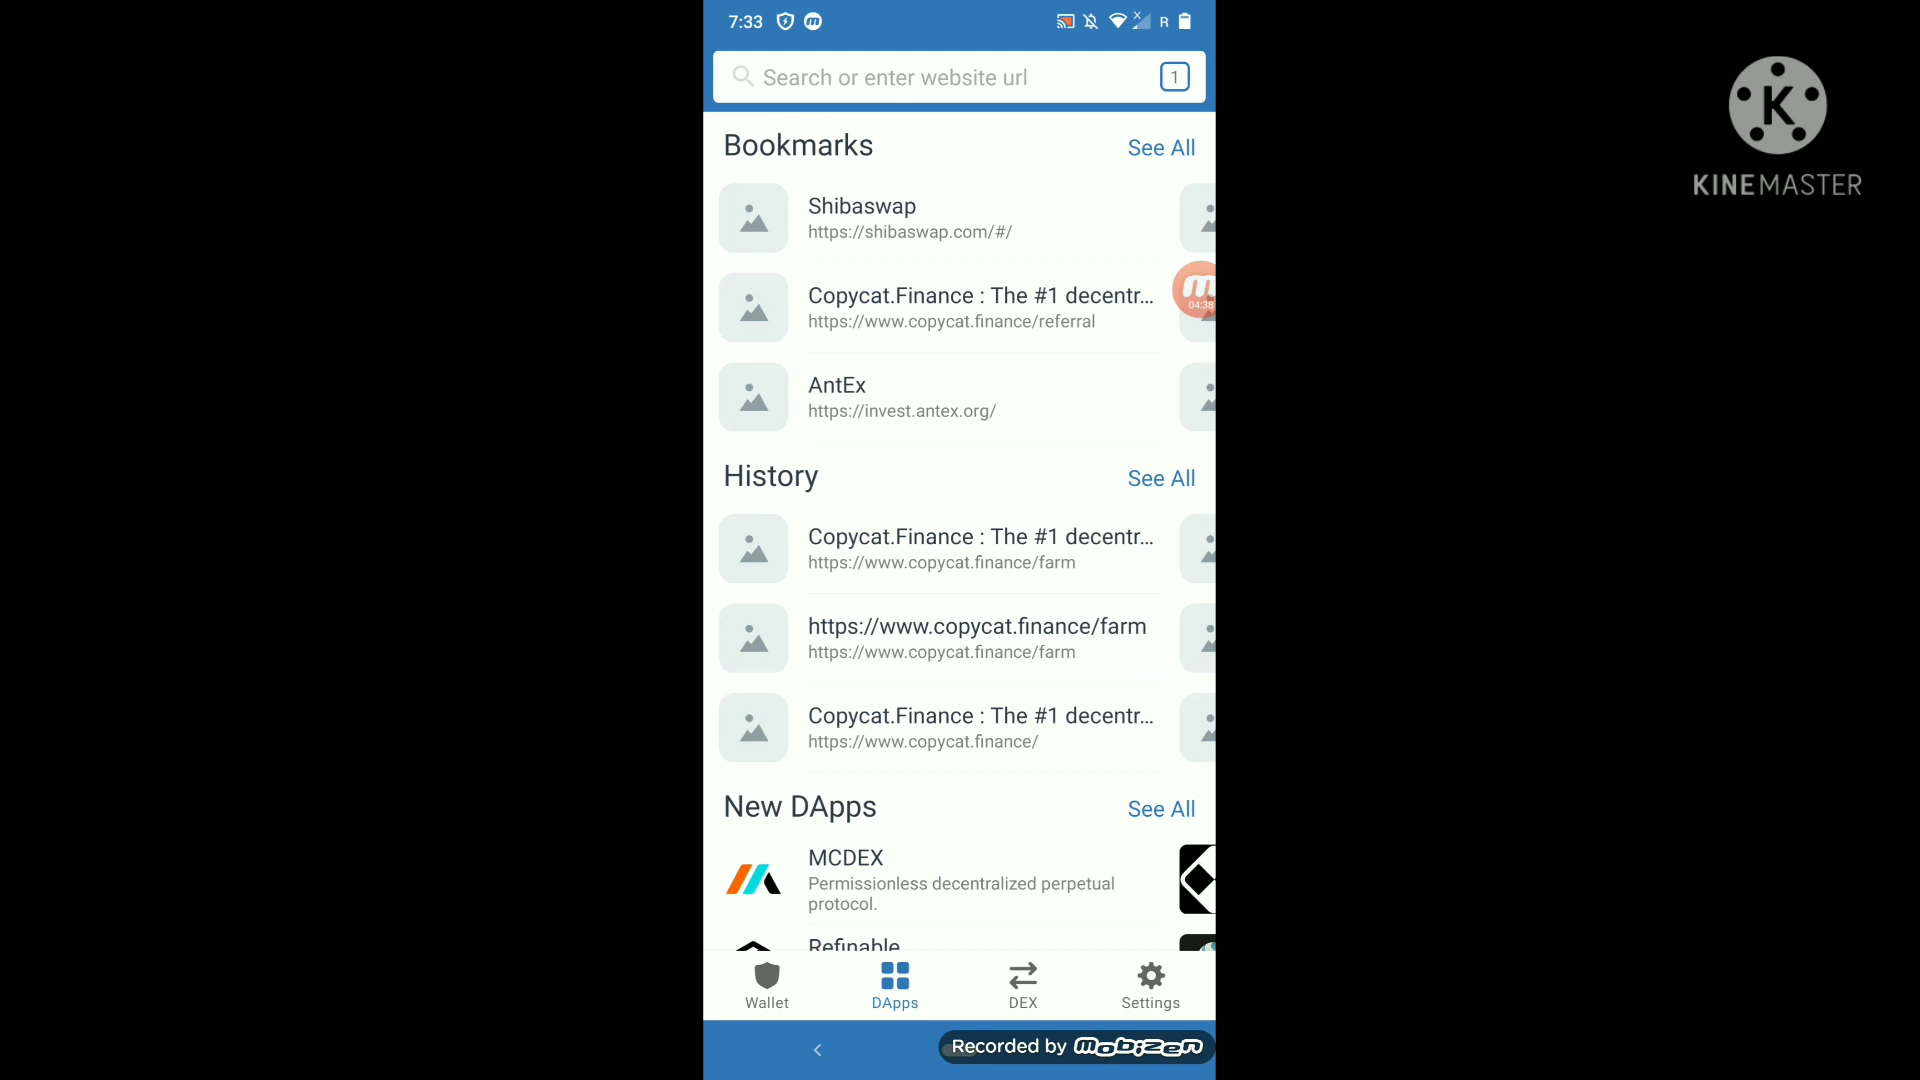 7:33
R
Search or enter website url
1
K
KINEMASTER
Bookmarks
See All
Shibaswap
https://shibaswap.com/#/
Copycat.Finance : The #1 decentr...
https://www.copycat.finance/referral
m
04:38
AntEx
https://invest.antex.org/
History
See All
Copycat.Finance : The #1 decentr...
https://www.copycat.finance/farm
https://www.copycat.finance/farm
https://www.copycat.finance/farm
Copycat.Finance : The #1 decentr...
https://www.copycat.finance/
New DApps
See All
MCDEX
Permissionless decentralized perpetual
protocol.
Refinable
Wallet
DApps
DEX
Settings
Recorded by mobizen